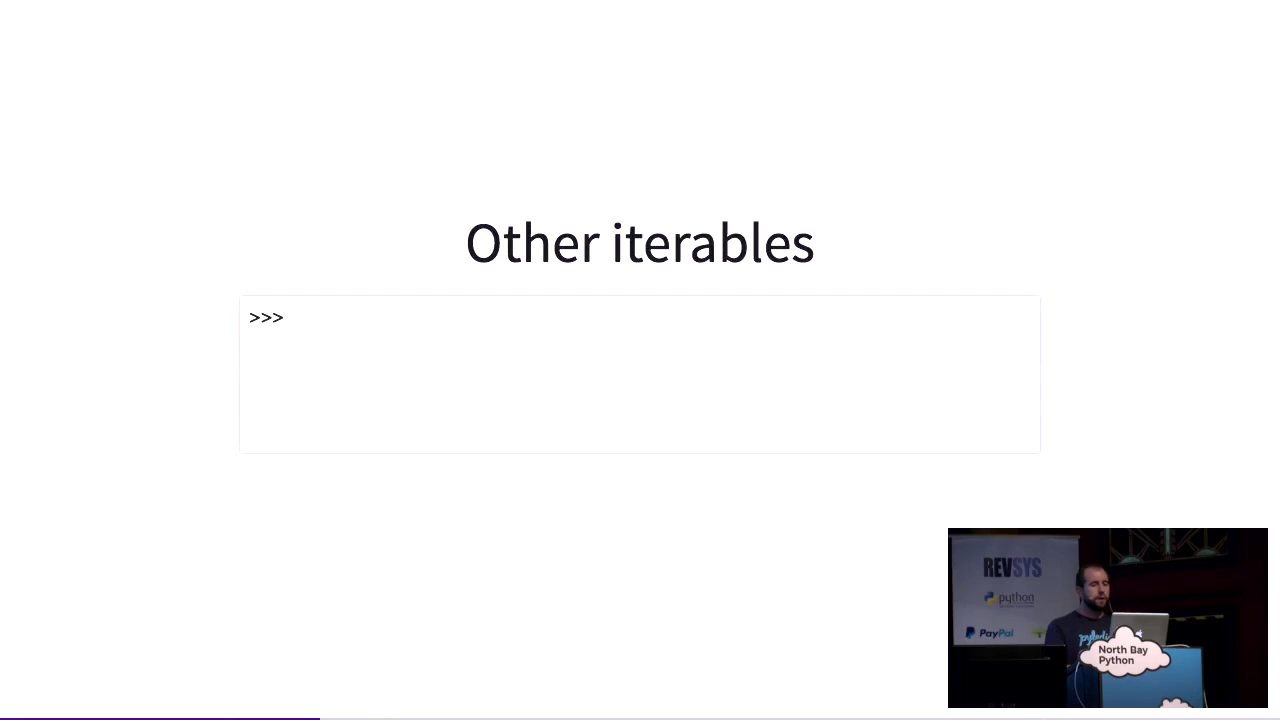 Other iterables
>>>
REVSYS
python
PayPal
North Bay
Python